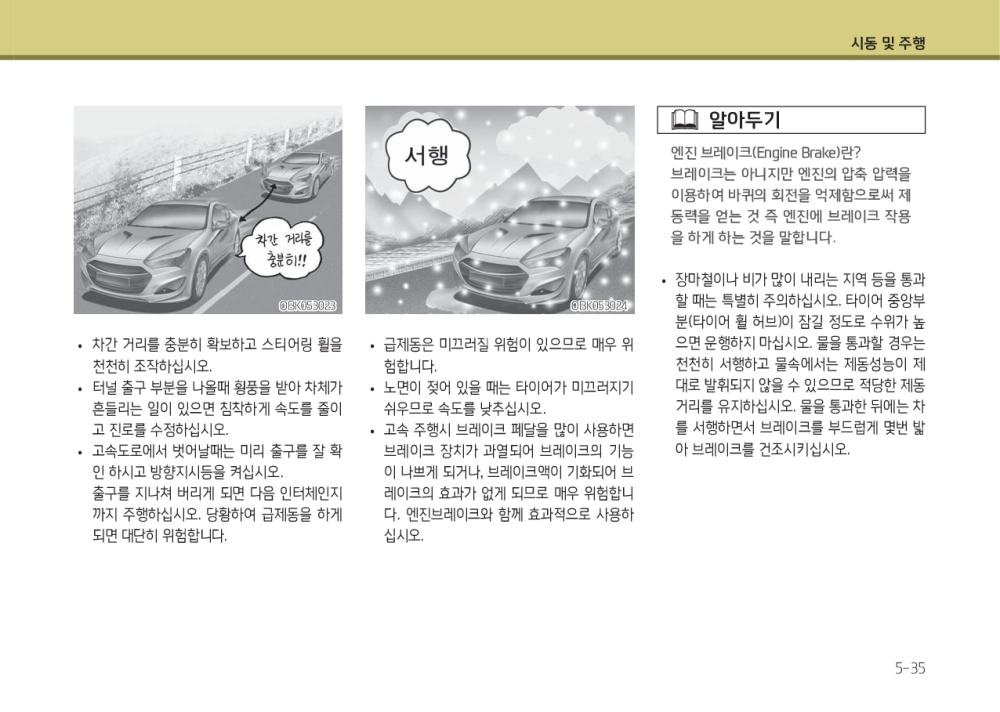 시동 및 주행
차간 거리를
충분히!!
OBK053023
• 차간 거리를 충분히 확보하고 스티어링 휠을
천천히 조작하십시오.
• 터널 출구 부분을 나올때 횡풍을 받아 차체가
흔들리는 일이 있으면 침착하게 속도를 줄이
고 진로를 수정하십시오.
• 고속도로에서 벗어날때는 미리 출구를 잘 확
인 하시고 방향지시등을 켜십시오.
출구를 지나쳐 버리게 되면 다음 인터체인지
까지 주행하십시오. 당황하여 급제동을 하게
되면 대단히 위험합니다.
서행
OBK053024
• 급제동은 미끄러질 위험이 있으므로 매우 위
험합니다.
• 노면이 젖어 있을 때는 타이어가 미끄러지기
쉬우므로 속도를 낮추십시오.
• 고속 주행시 브레이크 페달을 많이 사용하면
브레이크 장치가 과열되어 브레이크의 기능
이 나쁘게 되거나, 브레이크액이 기화되어 브
레이크의 효과가 없게 되므로 매우 위험합니
다. 엔진브레이크와 함께 효과적으로 사용하
십시오.
알아두기
엔진 브레이크(Engine Brake)란?
브레이크는 아니지만 엔진의 압축 압력을
이용하여 바퀴의 회전을 억제함으로써 제
동력을 얻는 것 즉 엔진에 브레이크 작용
을 하게 하는 것을 말합니다.
• 장마철이나 비가 많이 내리는 지역 등을 통과
할 때는 특별히 주의하십시오. 타이어 중앙부
분(타이어 휠 허브)이 잠길 정도로 수위가 높
으면 운행하지 마십시오. 물을 통과할 경우는
천천히 서행하고 물속에서는 제동성능이 제
대로 발휘되지 않을 수 있으므로 적당한 제동
거리를 유지하십시오. 물을 통과한 뒤에는 차
를 서행하면서 브레이크를 부드럽게 몇번 밟
아 브레이크를 건조시키십시오.
5-35